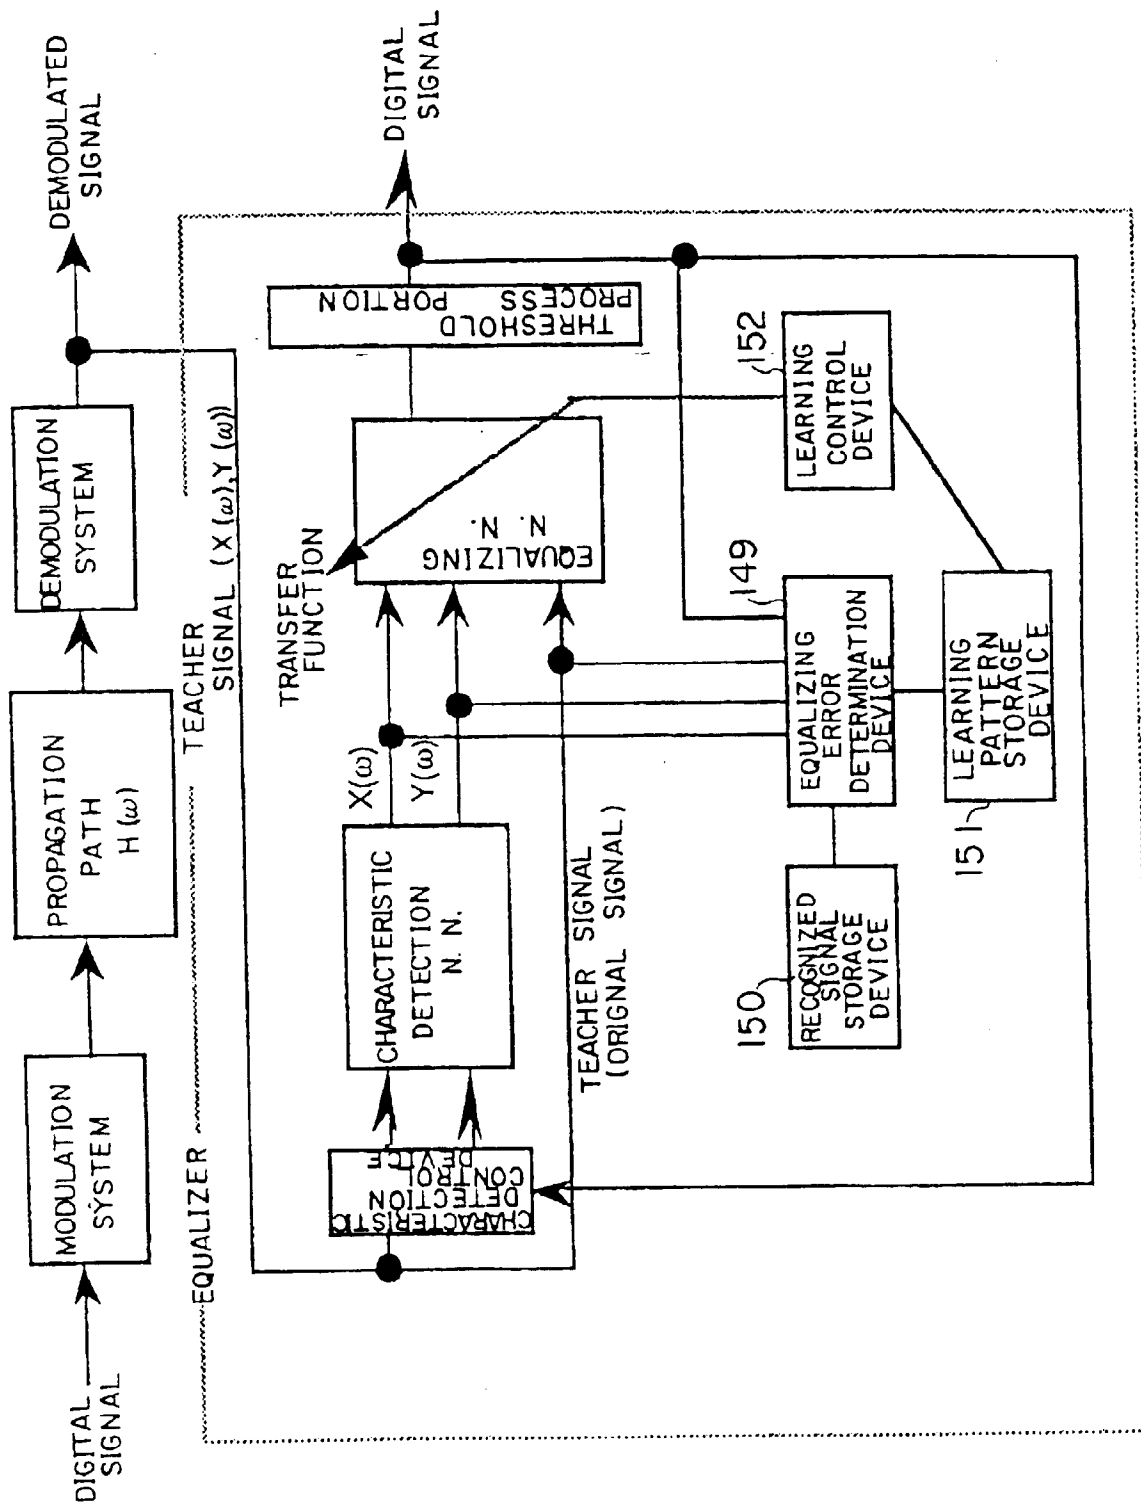 DIGITAL
SIGNAL
MODULATION
SYSTEM
PROPAGATION
PATH
H(ω)
DEMODULATION
SYSTEM
DEMODULATED
SIGNAL
EQUALIZER
TEACHER
SIGNAL (X(ω),Y(ω))
CHARACTERISTIC
DETECTION
CONTROL
DEVICE
CHARACTERISTIC
DETECTION
N. N.
X(ω)
Y(ω)
TRANSFER
FUNCTION
EQUALIZING
N. N.
THRESHOLD
PROCESS
PORTION
DIGITAL
SIGNAL
TEACHER SIGNAL
(ORIGNAL SIGNAL)
150
RECOGNIZED
SIGNAL
STORAGE
DEVICE
149
EQUALIZING
ERROR
DETERMINATION
DEVICE
152
LEARNING
CONTROL
DEVICE
151
LEARNING
PATTERN
STORAGE
DEVICE